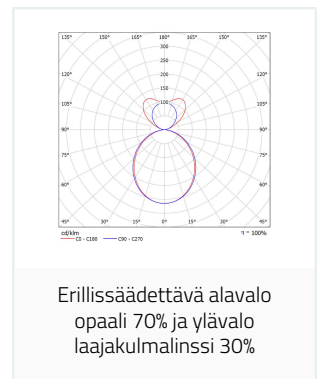 135° 150° 165° 180° 165° 150° 135°
300
120° 250 120°
200
150
105° 100 105°
90° 90°
75° 75°
60° 60°
45° 30° 15° 0° 15° 30° 45°
cd/klm η = 100%
C0 - C180 C90 - C270
Erillissäädettävä alavalo
opaali 70% ja ylävalo
laajakulmalinssi 30%